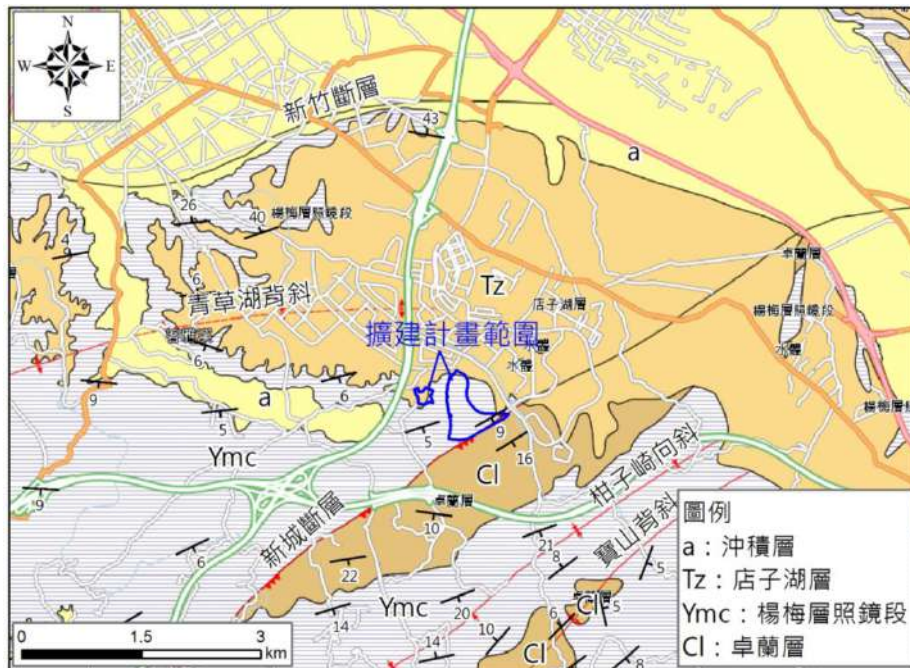 N
W E
S
新竹斷層
43
a
26
40
楊梅層照鏡段
4
6
Tz
卓蘭層
青草湖背斜
店子湖層
楊梅層照鏡段
擴建計畫範圍
水體
水體
水體
6
6
9
a
5
5
9
楊梅層
16
Ymc
Cl
柑子崎向斜
卓蘭層
9
新城斷層
10
寶山背斜
21
6
8
5
22
Ymc
20
Cl
5
14
6
14
10
Cl
8
圖例
a：沖積層
Tz：店子湖層
Ymc：楊梅層照鏡段
Cl：卓蘭層
0 1.5 3
km